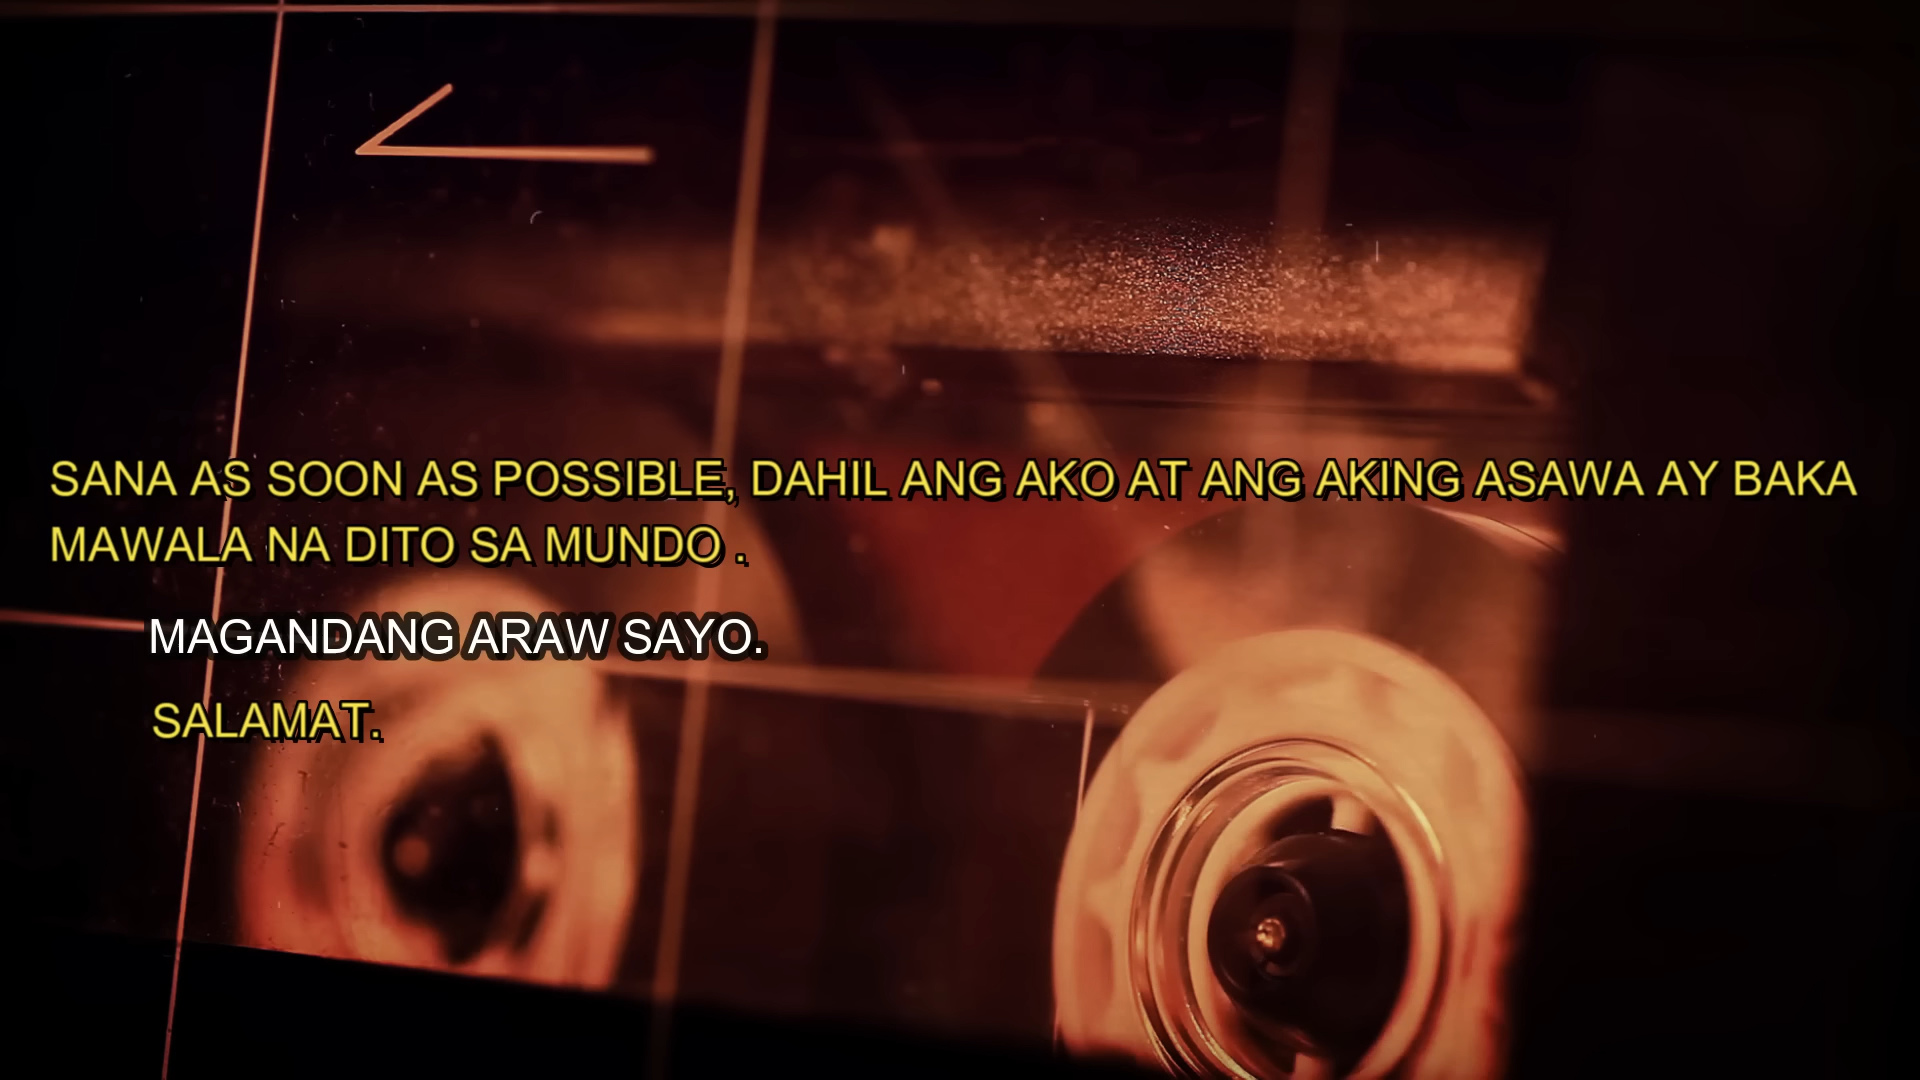 SANA AS SOON AS POSSIBLE, DAHIL ANG AKO AT ANG AKING ASAWA AY BAKA
MAWALA NA DITO SA MUNDO .
MAGANDANG ARAW SAYO.
SALAMAT.